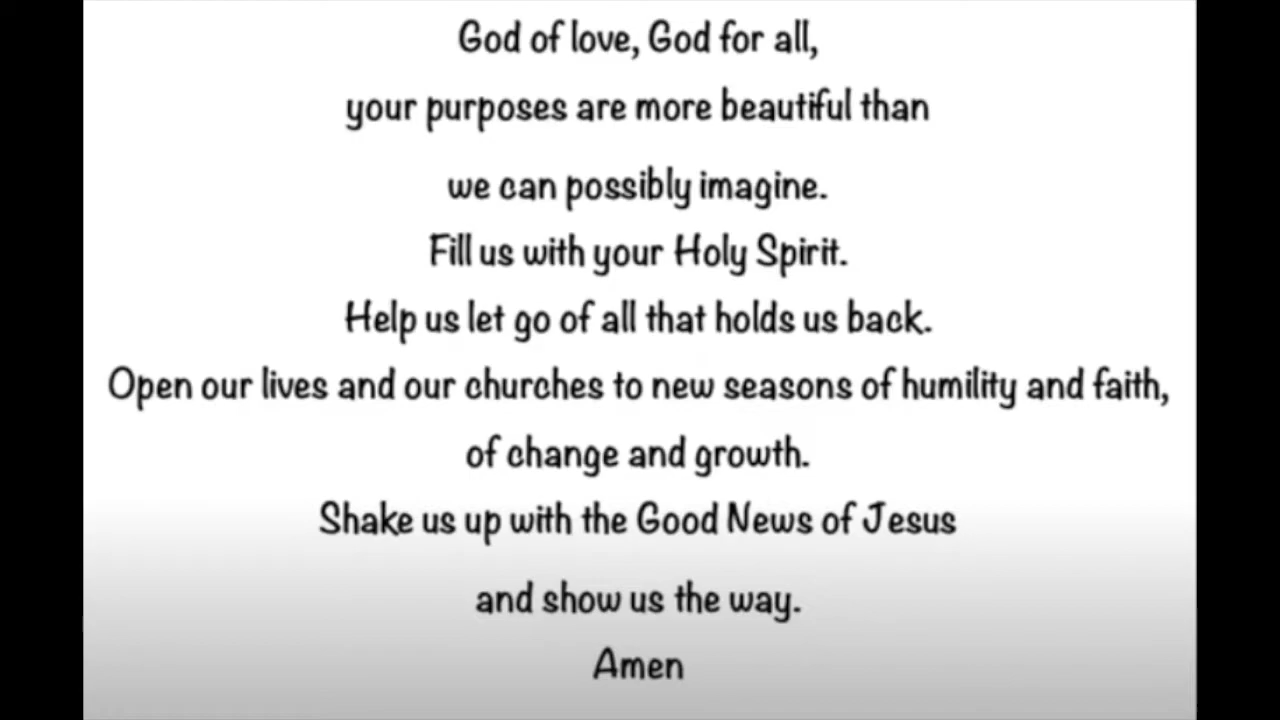 God of love, God for all,
your purposes are more beautiful than
we can possibly imagine.
Fill us with your Holy Spirit.
Help us let go of all that holds us back.
Open our lives and our churches to new seasons of humility and faith,
of change and growth.
Shake us up with the Good News of Jesus
and show us the way.
Amen